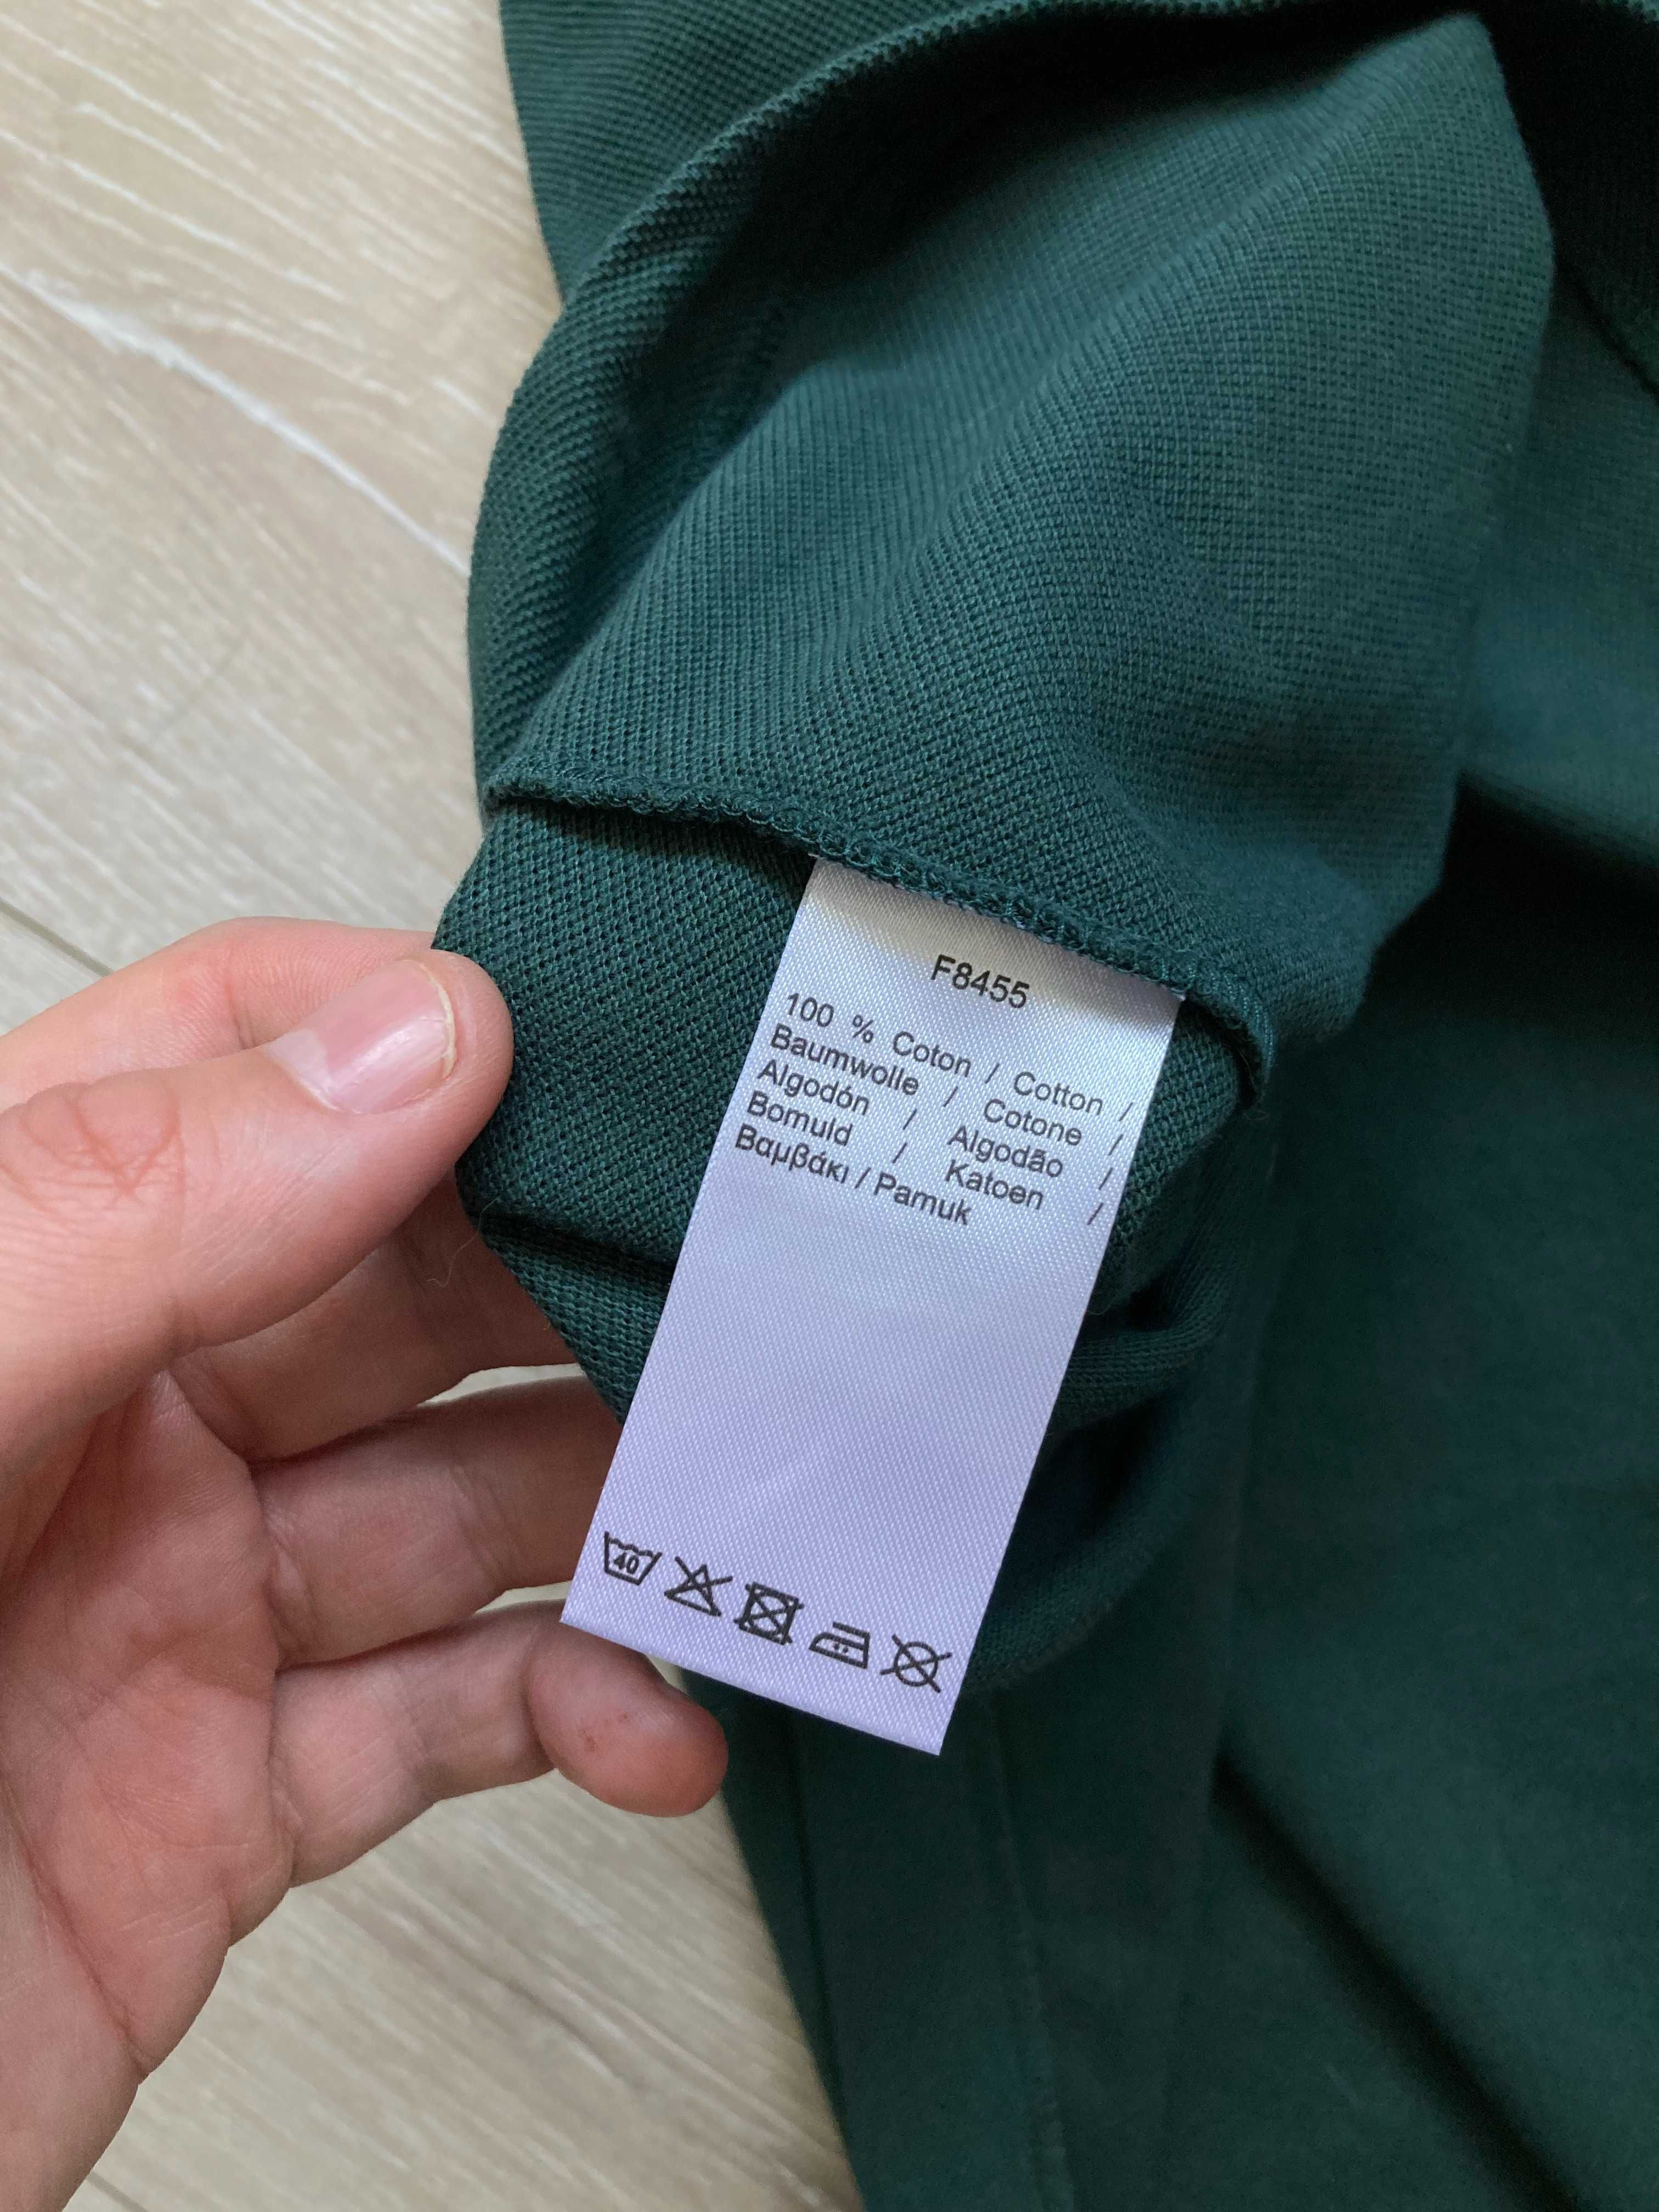 F8455
100 % Coton / Cotton /
Baumwolle / Cotone /
Algodón / Algodão /
Bomuld / Katoen /
Βαμβάκι / Pamuk
40